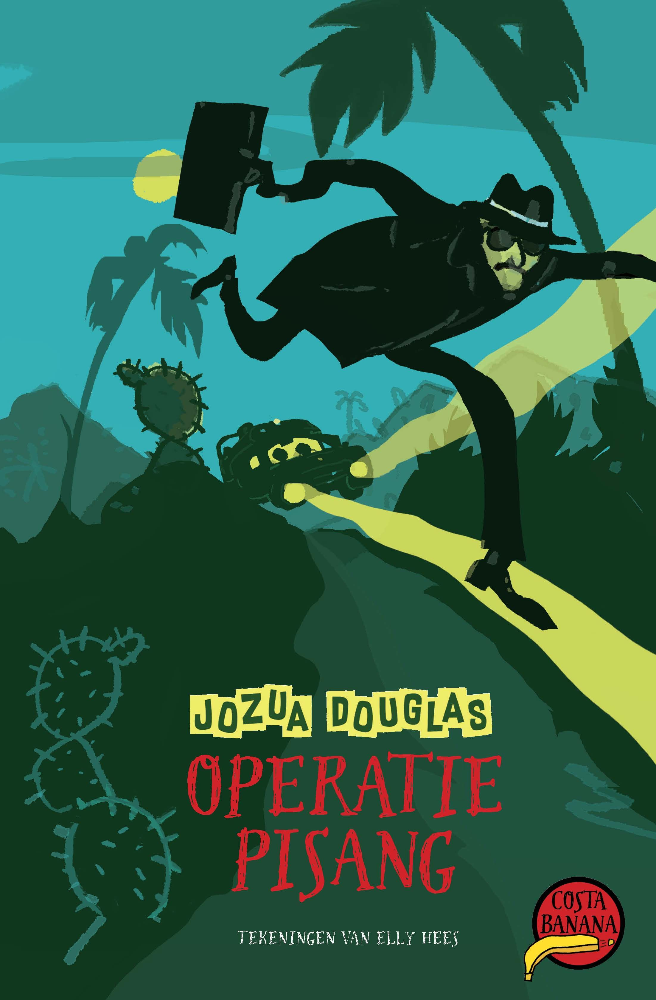 JOZUA DOUGLAS
OPERATIE
PISANG
TEKENINGEN VAN ELLY HEES
COSTA
BANANA